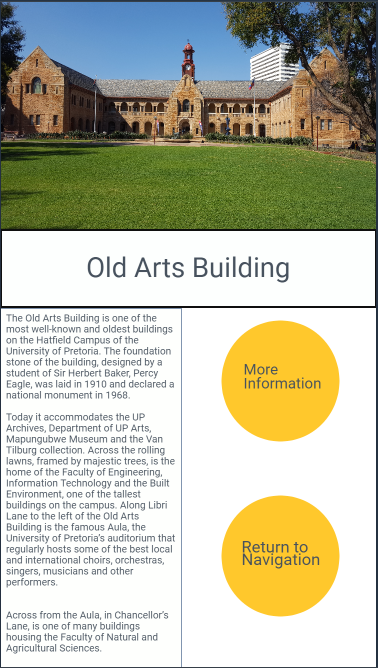 Old Arts Building
The Old Arts Building is one of the
most well-known and oldest buildings
on the Hatfield Campus of the
University of Pretoria. The foundation
stone of the building, designed by a
student of Sir Herbert Baker, Percy
Eagle, was laid in 1910 and declared a
national monument in 1968.
Today it accommodates the UP
Archives, Department of UP Arts,
Mapungubwe Museum and the Van
Tilburg collection. Across the rolling
lawns, framed by majestic trees, is the
home of the Faculty of Engineering,
Information Technology and the Built
Environment, one of the tallest
buildings on the campus. Along Libri
Lane to the left of the Old Arts
Building is the famous Aula, the
University of Pretoria's auditorium that
regularly hosts some of the best local
and international choirs, orchestras,
singers, musicians and other
performers.
Across from the Aula, in Chancellor's
Lane, is one of many buildings
housing the Faculty of Natural and
Agricultural Sciences.
More
Information
Return to
Navigation